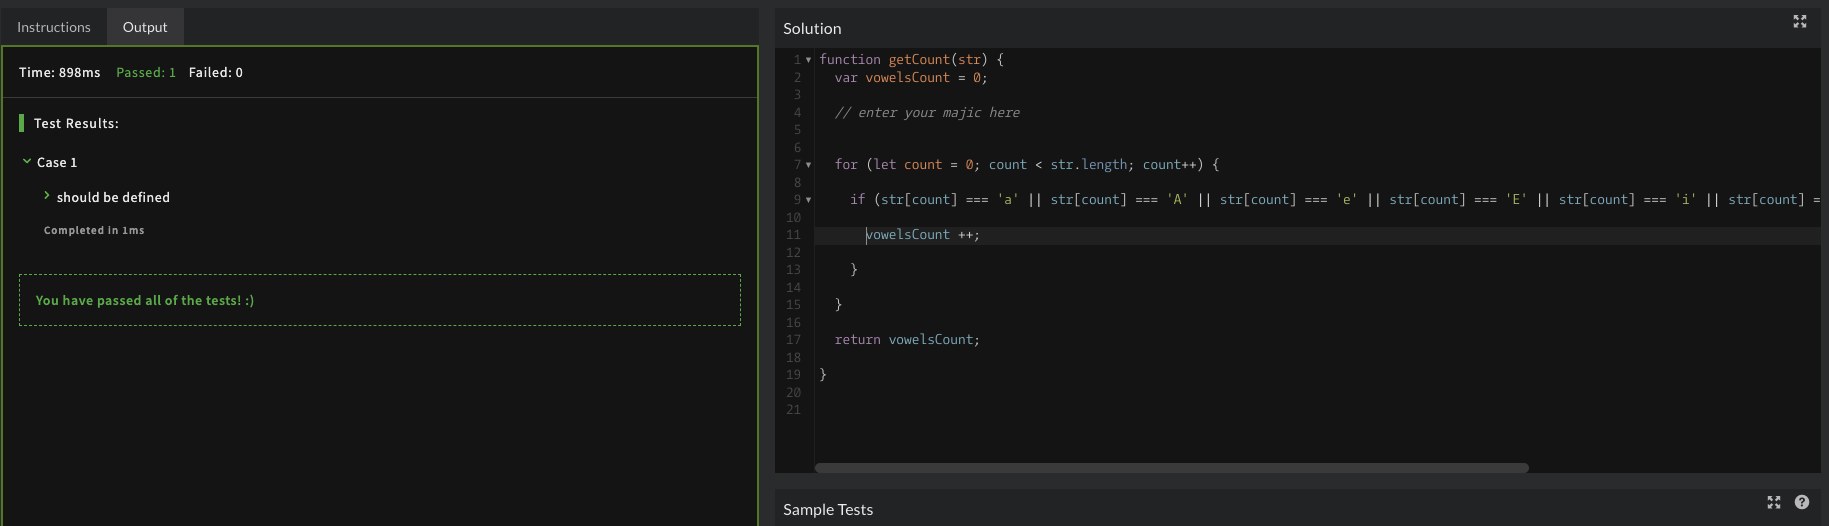 Instructions Output
Time: 898ms Passed: 1 Failed: 0
Test Results:
Case 1
should be defined
Completed in 1ms
You have passed all of the tests! :)
Solution
1 function getCount(str) {
2 var vowelsCount = 0;
3
4 // enter your majic here
5
6
7 for (let count = 0; count < str.length; count++) {
8
9 if (str[count] === 'a' || str[count] === 'A' || str[count] === 'e' || str[count] === 'E' || str[count] === 'i' || str[count] =
10
11 vowelsCount ++;
12
13 }
14
15 }
16
17 return vowelsCount;
18
19 }
20
21
Sample Tests